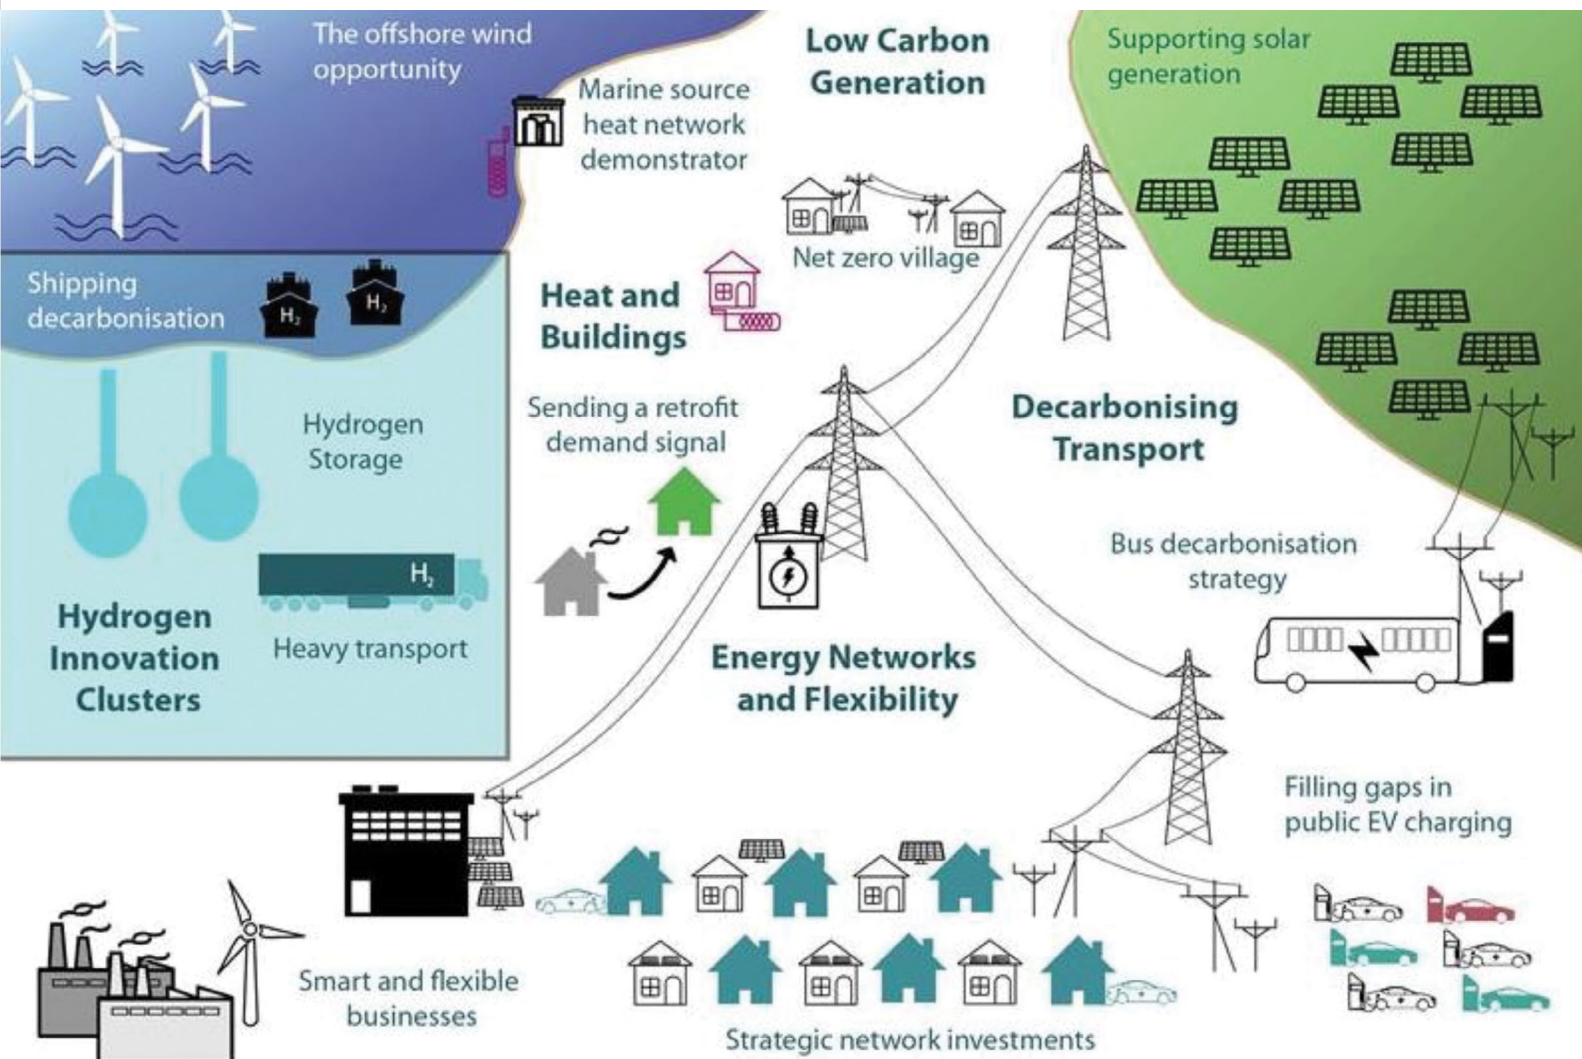 The offshore wind
opportunity
Low Carbon
Generation
Supporting solar
generation
Marine source
heat network
demonstrator
Net zero village
Shipping
decarbonisation
H₂
H₂
Heat and
Buildings
Hydrogen
Storage
Sending a retrofit
demand signal
Decarbonising
Transport
H₂
Hydrogen
Innovation
Clusters
Heavy transport
Bus decarbonisation
strategy
Energy Networks
and Flexibility
Filling gaps in
public EV charging
Smart and flexible
businesses
Strategic network investments